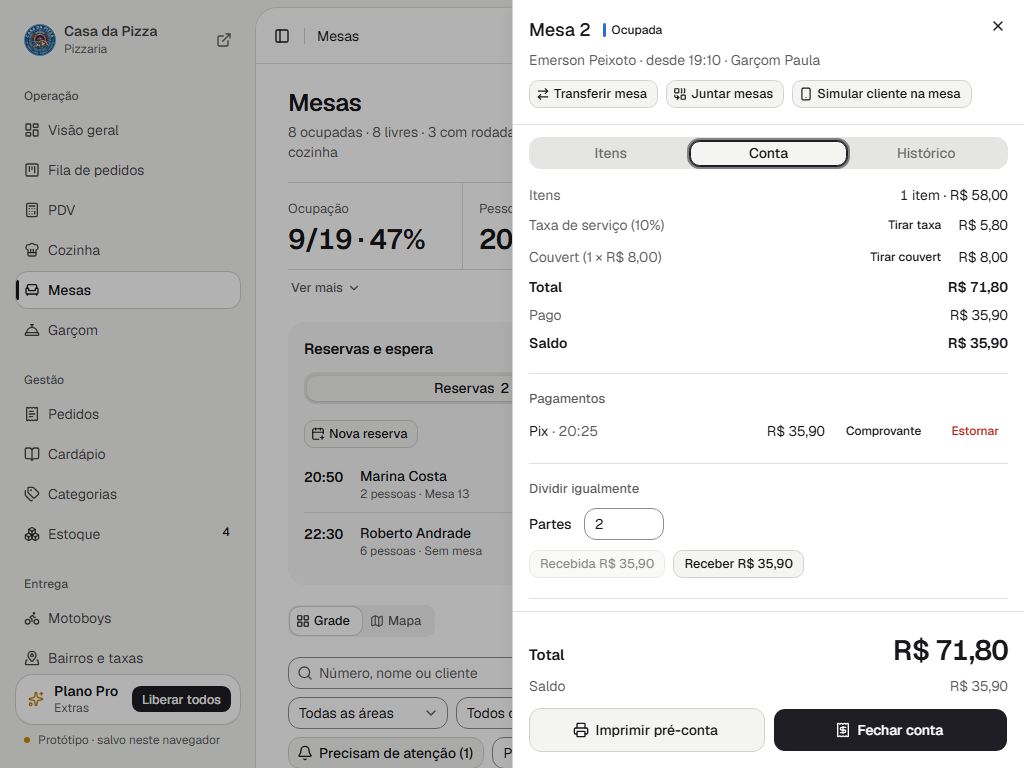 Casa da Pizza
Pizzaria
Operação
Visão geral
Fila de pedidos
PDV
Cozinha
Mesas
Garçom
Gestão
Pedidos
Cardápio
Categorias
Estoque 4
Entrega
Motoboys
Bairros e taxas
Plano Pro
Extras
Liberar todos
Protótipo · salvo neste navegador
Mesas
Mesas
8 ocupadas · 8 livres · 3 com rodada
cozinha
Ocupação
9/19 · 47%
Ver mais
Reservas e espera
Reservas 2
Nova reserva
20:50 Marina Costa
2 pessoas · Mesa 13
22:30 Roberto Andrade
6 pessoas · Sem mesa
Grade Mapa
Número, nome ou cliente
Todas as áreas
Precisam de atenção (1)
Mesa 2 Ocupada
Emerson Peixoto · desde 19:10 · Garçom Paula
Transferir mesa Juntar mesas Simular cliente na mesa
Itens Conta Histórico
Itens 1 item · R$ 58,00
Taxa de serviço (10%) Tirar taxa R$ 5,80
Couvert (1 × R$ 8,00) Tirar couvert R$ 8,00
Total R$ 71,80
Pago R$ 35,90
Saldo R$ 35,90
Pagamentos
Pix · 20:25 R$ 35,90 Comprovante Estornar
Dividir igualmente
Partes 2
Recebida R$ 35,90 Receber R$ 35,90
Total R$ 71,80
Saldo R$ 35,90
Imprimir pré-conta Fechar conta